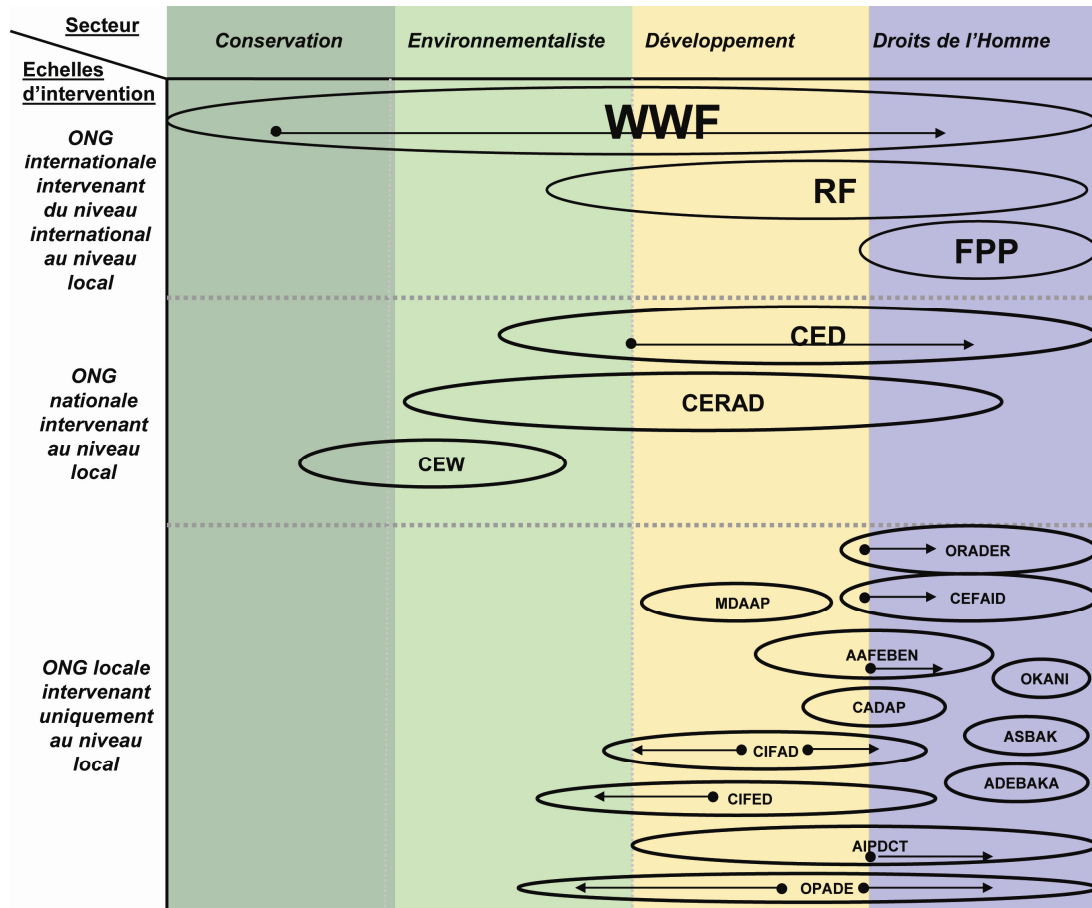 Secteur
Conservation
Environnementaliste
Développement
Droits de l'Homme
Echelles
d'intervention
ONG
internationale
intervenant
du niveau
international
au niveau
local
WWF
RF
FPP
ONG
nationale
intervenant
au niveau
local
CED
CERAD
CEW
ONG locale
intervenant
uniquement
au niveau
local
ORADER
MDAAP
CEFAID
AAFEBEN
OKANI
CADAP
ASBAK
CIFAD
ADEBAKA
CIFED
AIPDCT
OPADE